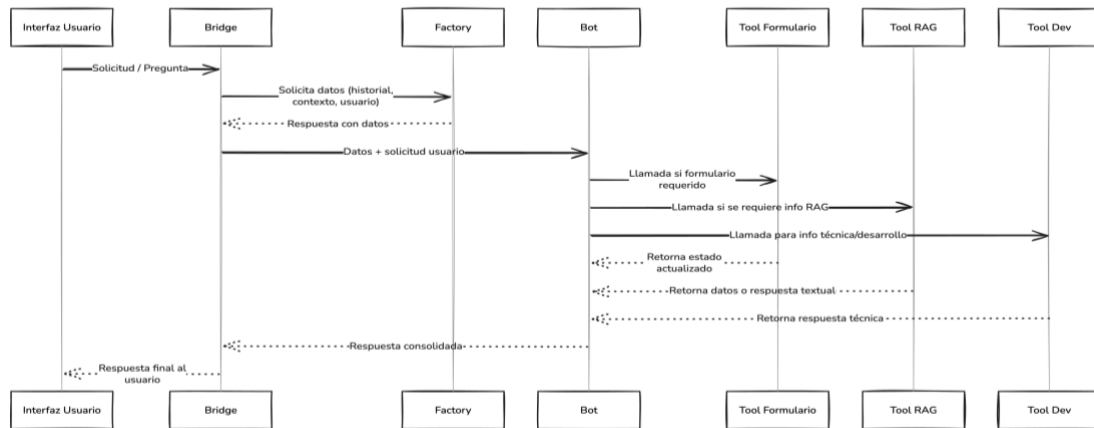 Interfaz Usuario
Bridge
Factory
Bot
Tool Formulario
Tool RAG
Tool Dev
Solicitud / Pregunta
Solicita datos (historial,
contexto, usuario)
Respuesta con datos
Datos + solicitud usuario
Llamada si formulario
requerido
Llamada si se requiere info RAG
Llamada para info técnica/desarrollo
Retorna estado
actualizado
Retorna datos o respuesta textual
Retorna respuesta técnica
Respuesta consolidada
Respuesta final al
usuario
Interfaz Usuario
Bridge
Factory
Bot
Tool Formulario
Tool RAG
Tool Dev